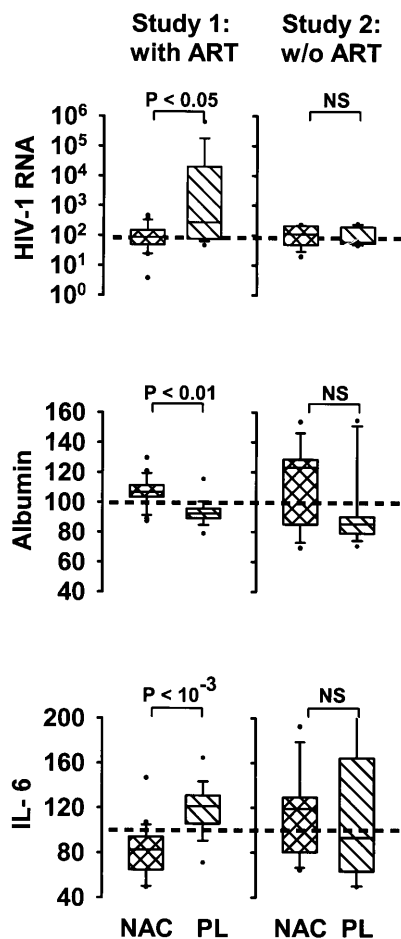 Study 1: Study 2:
with ART w/o ART
P < 0.05 NS
HIV-1 RNA
10⁶
10⁵
10⁴
10³
10²
10¹
10⁰
P < 0.01 NS
Albumin
160
140
120
100
80
60
40
P < 10⁻³ NS
IL- 6
200
160
120
80
40
NAC PL NAC PL